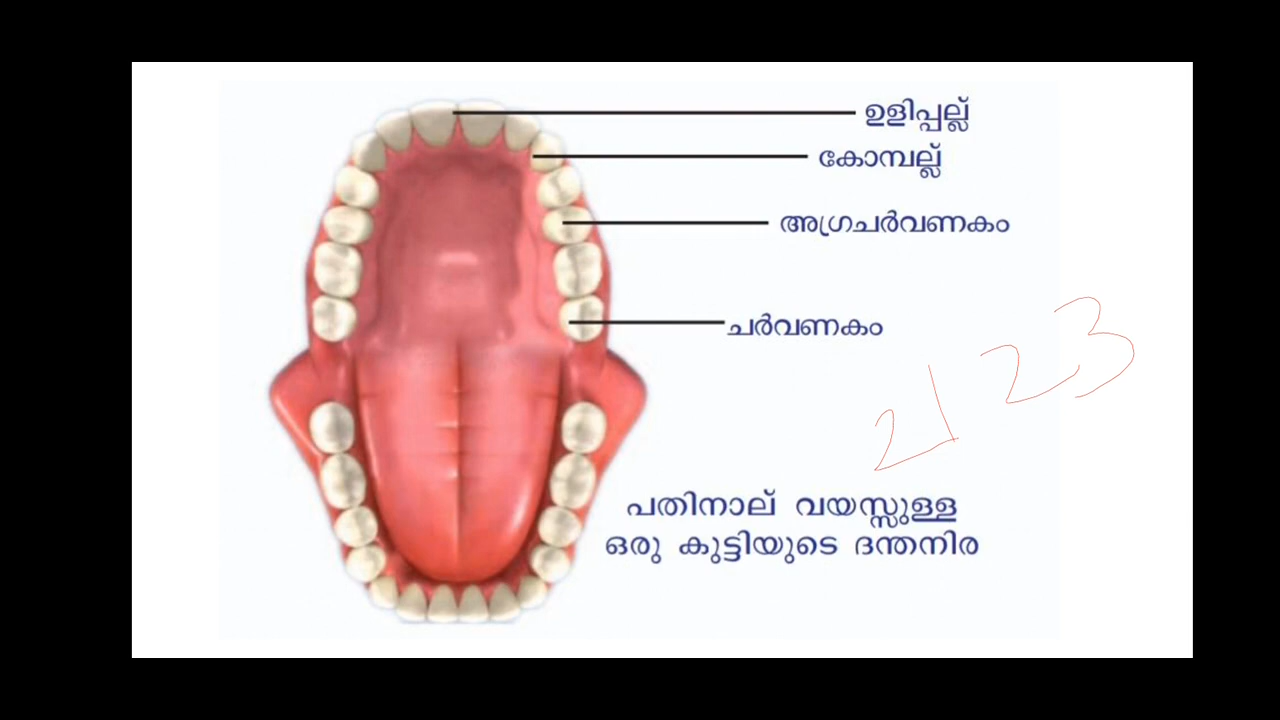 ഉളിപ്പല്ല്
കോമ്പല്ല്
അഗ്രചർവണകം
ചർവണകം
2123
പതിനാല് വയസ്സുള്ള
ഒരു കുട്ടിയുടെ ദന്തനിര